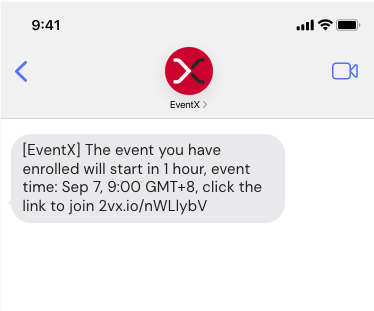 9:41
EventX
[EventX] The event you have
enrolled will start in 1 hour, event
time: Sep 7, 9:00 GMT+8, click the
link to join 2vx.io/nWLlybV